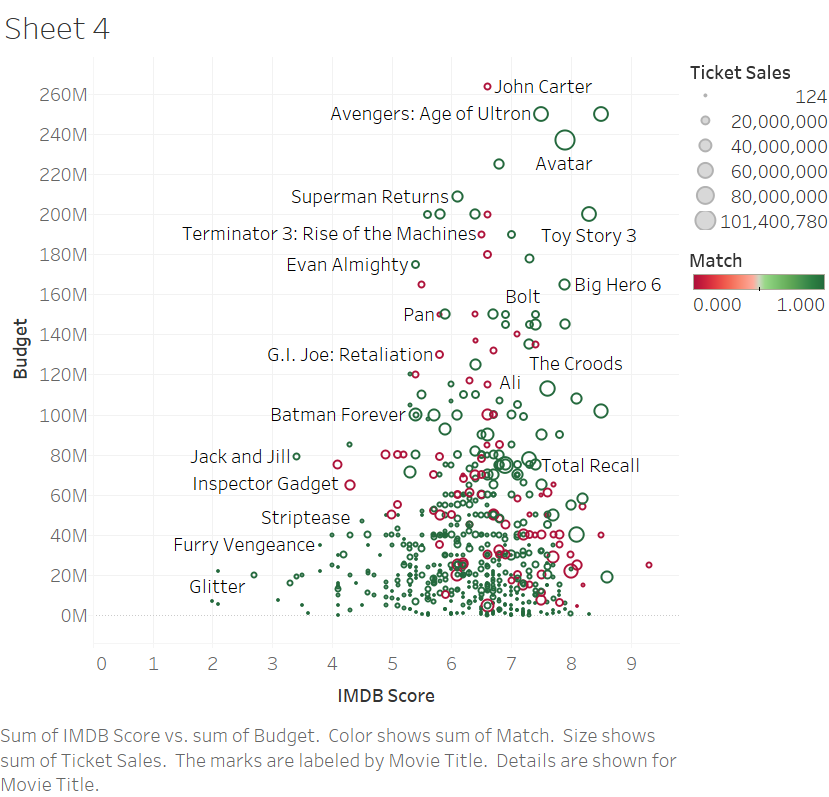 Sheet 4
Ticket Sales
124
20,000,000
40,000,000
60,000,000
80,000,000
101,400,780
Match
0.000 1.000
Budget
260M
240M
220M
200M
180M
160M
140M
120M
100M
80M
60M
40M
20M
0M
John Carter
Avengers: Age of Ultron
Avatar
Superman Returns
Terminator 3: Rise of the Machines
Toy Story 3
Evan Almighty
Big Hero 6
Bolt
Pan
G.I. Joe: Retaliation
The Croods
Ali
Batman Forever
Jack and Jill
Total Recall
Inspector Gadget
Striptease
Furry Vengeance
Glitter
0 1 2 3 4 5 6 7 8 9
IMDB Score
Sum of IMDB Score vs. sum of Budget. Color shows sum of Match. Size shows
sum of Ticket Sales. The marks are labeled by Movie Title. Details are shown for
Movie Title.